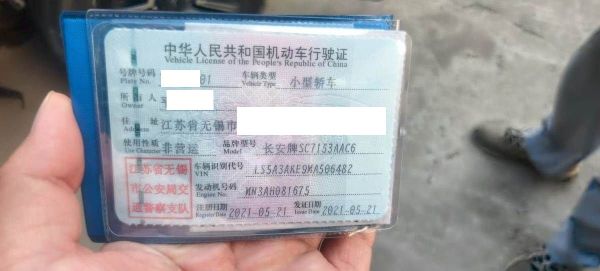 中华人民共和国机动车行驶证
Vehicle License of the People's Republic of China
号牌号码 01 车辆类型 小型轿车
Plate No. Vehicle Type
所有人
Owner
住址 江苏省无锡市
Address
使用性质 非营运 品牌型号 长安牌SC7153AAC6
Use Character Model
江苏省无锡 车辆识别代号 LS5A3AKE9MA506482
VIN
市公安局交 发动机号码 MN3AH081675
Engine No.
通警察支队 注册日期 2021-05-21 发证日期 2021-05-21
Register Date Issue Date